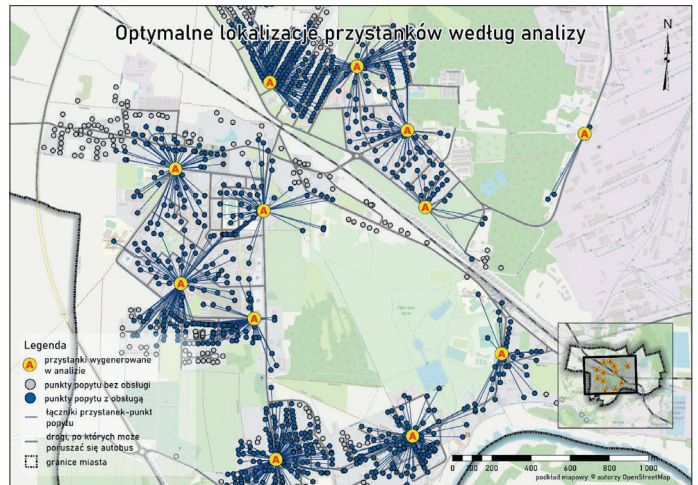 Optymalne lokalizacje przystanków według analizy
N
A
A
A
A
A
A
A
A
A
A
A
A
Legenda
A
przystanki wygenerowane
w analizie
punkty popytu bez obsługi
punkty popytu z obsługą
łączniki przystanek-punkt
popytu
drogi, po których może
poruszać się autobus
granice miasta
0
200
400
600
800
1 000
podkład mapowy: © autorzy OpenStreetMap